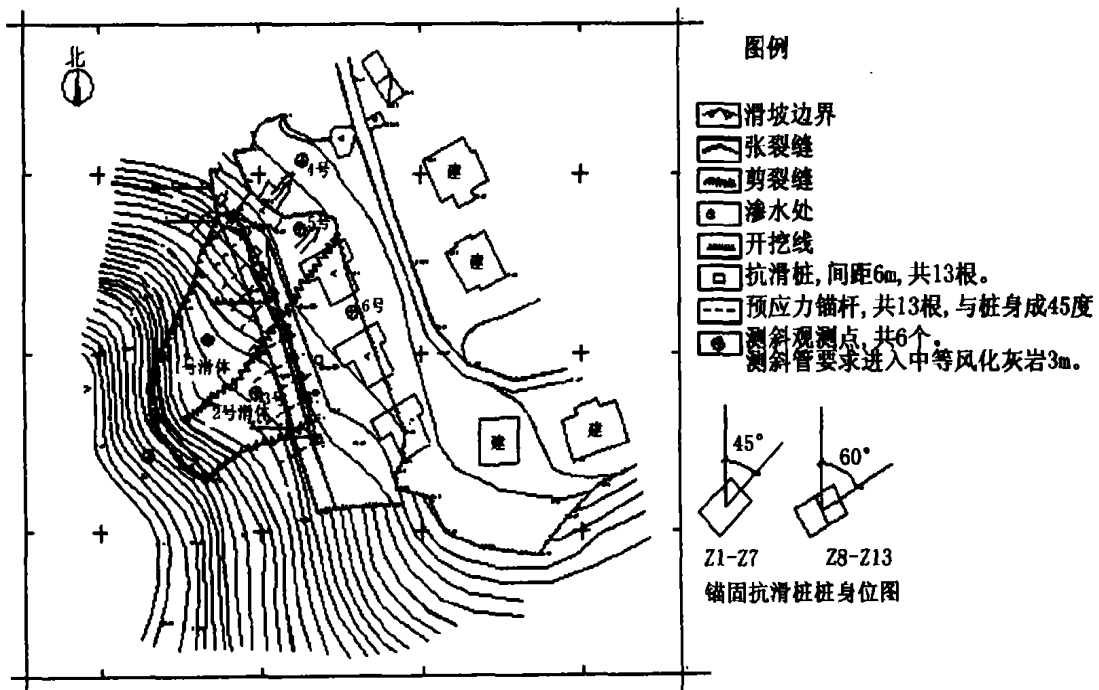 北
图例
滑坡边界
张裂缝
剪裂缝
渗水处
开挖线
抗滑桩,间距6m,共13根。
预应力锚杆,共13根,与桩身成45度
测斜观测点,共6个。
测斜管要求进入中等风化灰岩3m。
4号
5号
6号
1号滑体
3号
2号滑体
建
建
建
建
45°
60°
Z1-Z7
Z8-Z13
锚固抗滑桩桩身位图